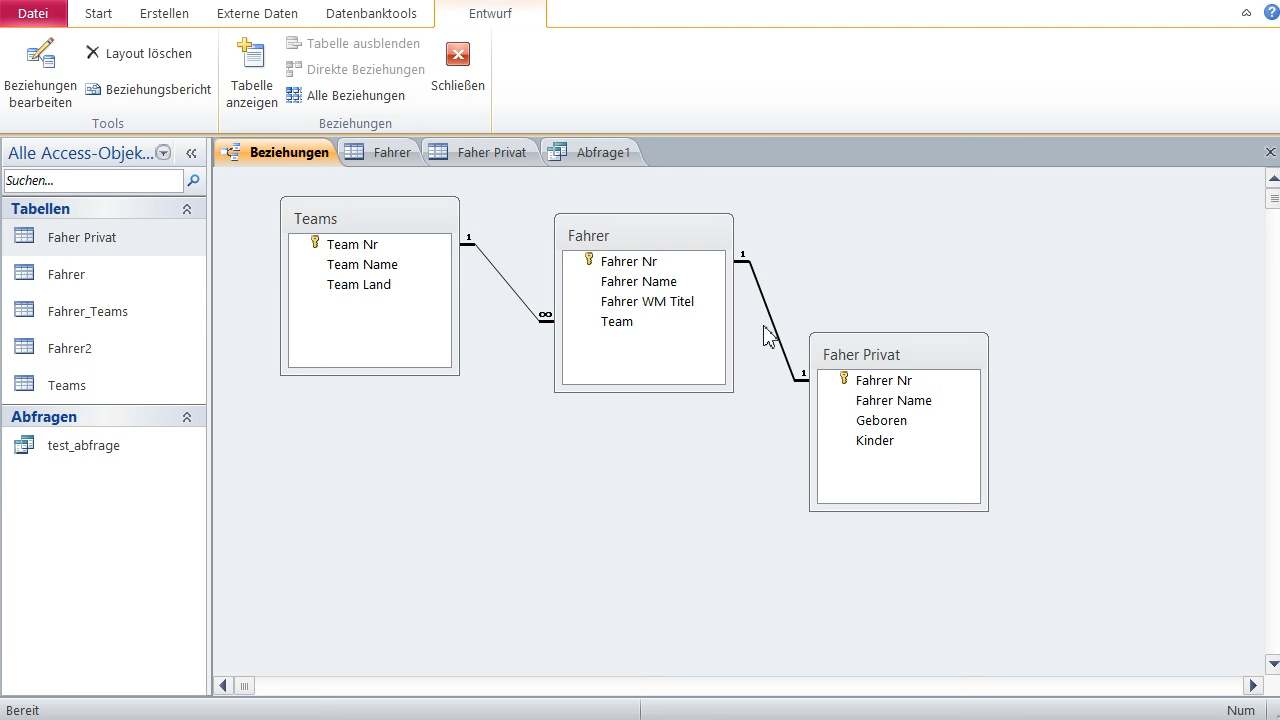 Datei Start Erstellen Externe Daten Datenbanktools Entwurf
Beziehungen bearbeiten
Layout löschen
Beziehungsbericht
Tools
Tabelle anzeigen
Tabelle ausblenden
Direkte Beziehungen
Alle Beziehungen
Schließen
Beziehungen
Alle Access-Objek...
Suchen...
Tabellen
Faher Privat
Fahrer
Fahrer_Teams
Fahrer2
Teams
Abfragen
test_abfrage
Beziehungen Fahrer Faher Privat Abfrage1
Teams
Team Nr
Team Name
Team Land
1
∞
Fahrer
Fahrer Nr
Fahrer Name
Fahrer WM Titel
Team
1
1
Faher Privat
Fahrer Nr
Fahrer Name
Geboren
Kinder
Bereit
Num